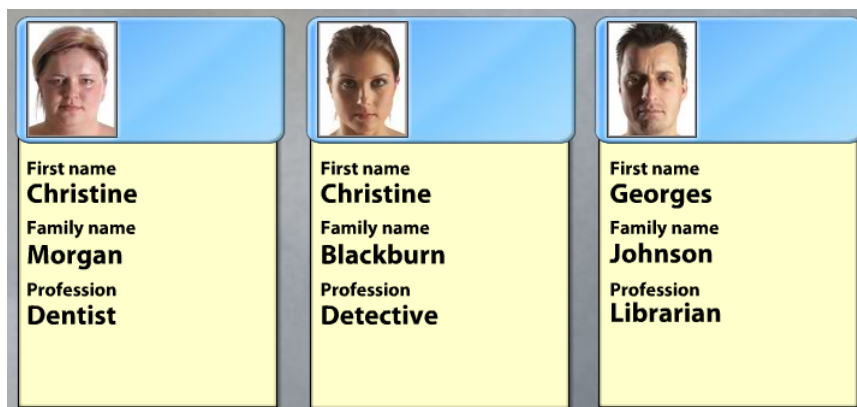 First name
Christine
Family name
Morgan
Profession
Dentist
First name
Christine
Family name
Blackburn
Profession
Detective
First name
Georges
Family name
Johnson
Profession
Librarian